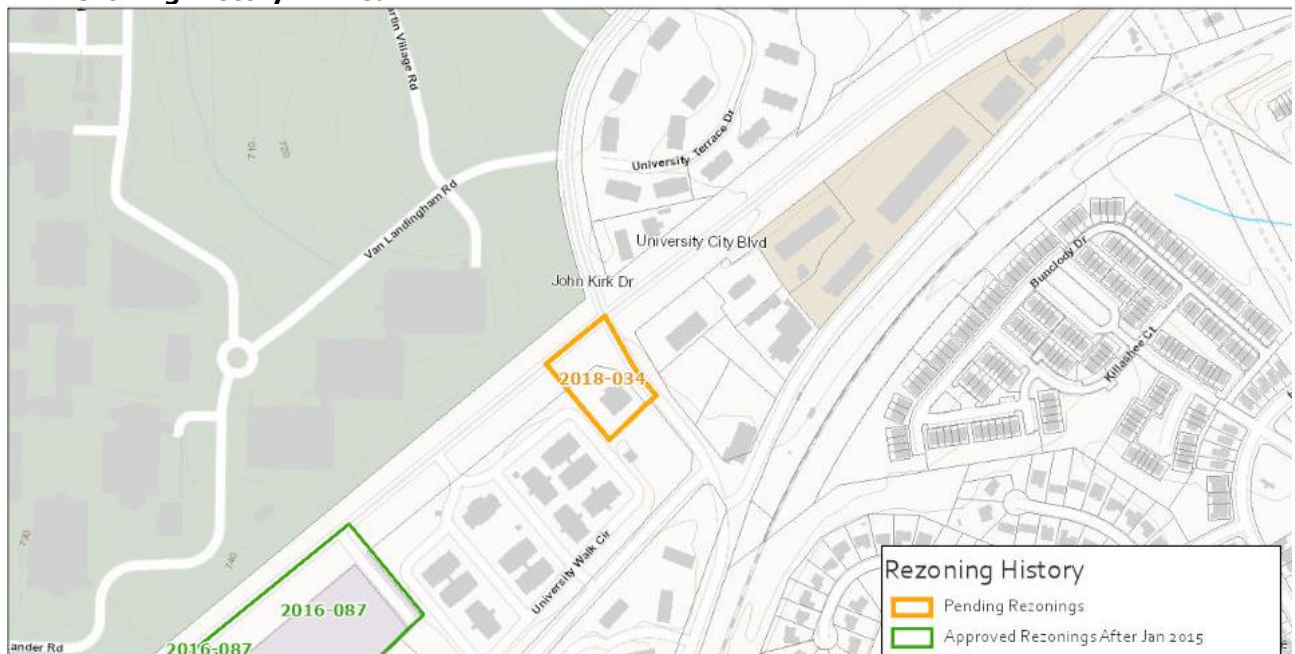 rtin Village Rd
710
720
University Terrace Dr
Van Landingham Rd
University City Blvd
John Kirk Dr
Bunclody Dr
Killashee Ct
2018-034
University Walk Cir
730
740
2016-087
2016-087
ander Rd
Rezoning History
Pending Rezonings
Approved Rezonings After Jan 2015